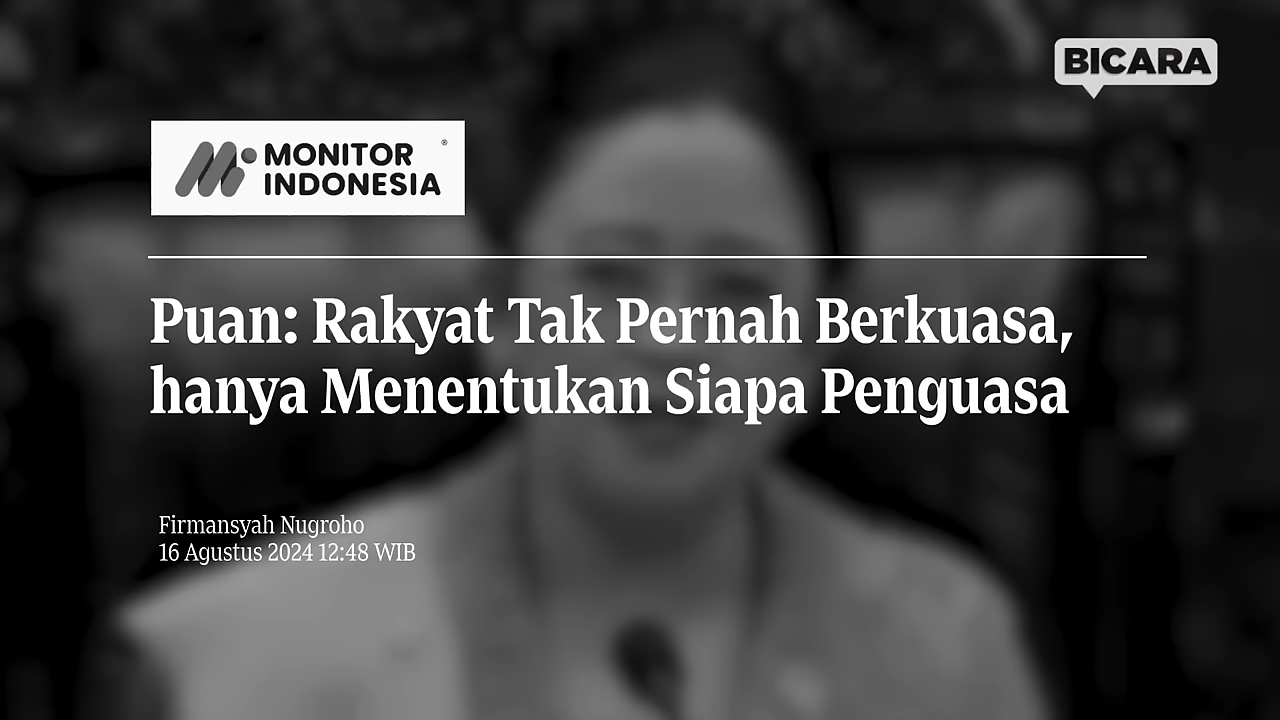 BICARA
MONITOR
INDONESIA
®
Puan: Rakyat Tak Pernah Berkuasa,
hanya Menentukan Siapa Penguasa
Firmansyah Nugroho
16 Agustus 2024 12:48 WIB